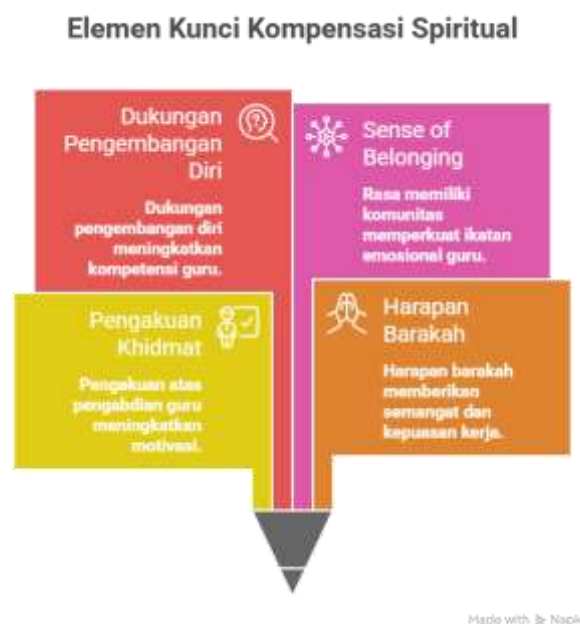 Elemen Kunci Kompensasi Spiritual
Dukungan
Pengembangan
Diri
Dukungan
pengembangan diri
meningkatkan
kompetensi guru.
Sense of
Belonging
Rasa memiliki
komunitas
memperkuat ikatan
emosional guru.
Pengakuan
Khidmat
Pengakuan atas
pengabdian guru
meningkatkan
motivasi.
Harapan
Barakah
Harapan barakah
memberikan
semangat dan
kepuasan kerja.
Made with Napk